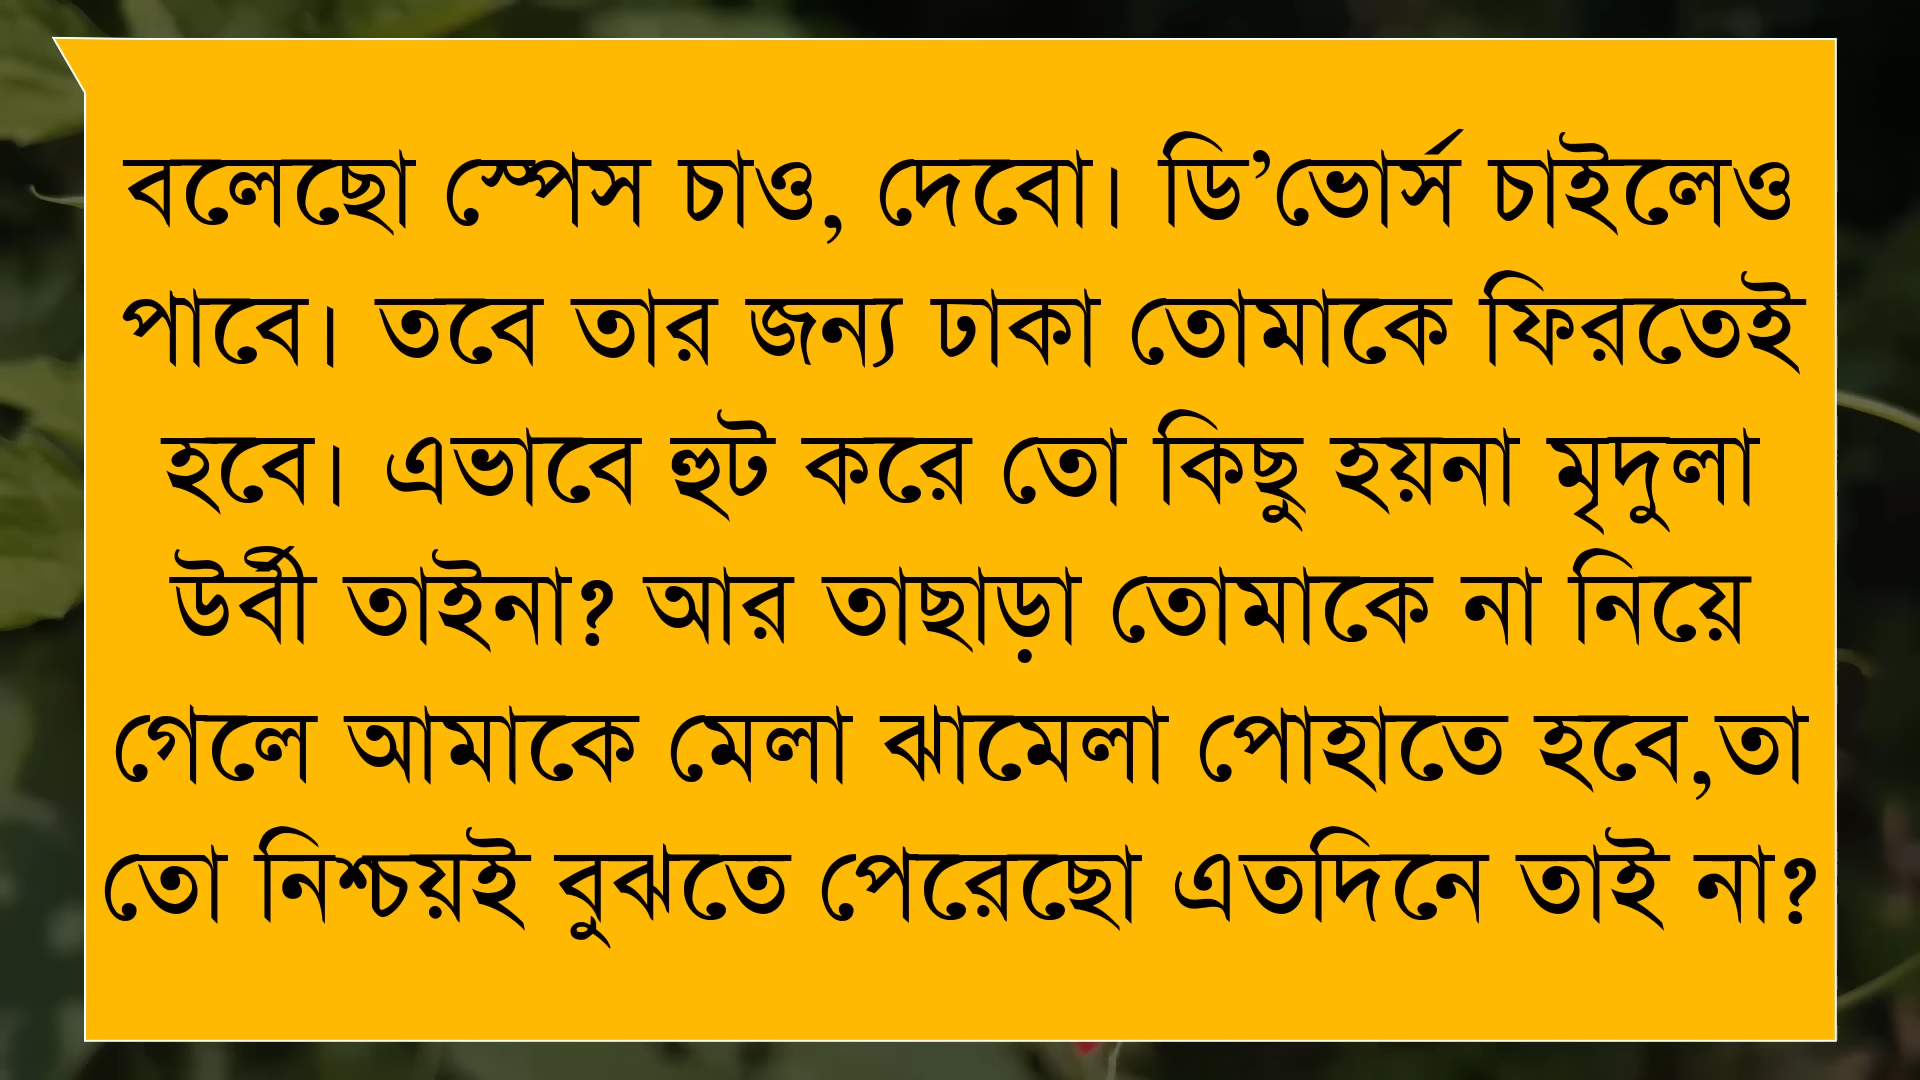 বলেছো স্পেস চাও, দেবো। ডি’ভোর্স চাইলেও
পাবে। তবে তার জন্য ঢাকা তোমাকে ফিরতেই
হবে। এভাবে হুট করে তো কিছু হয়না মৃদুলা
উর্বী তাইনা? আর তাছাড়া তোমাকে না নিয়ে
গেলে আমাকে মেলা ঝামেলা পোহাতে হবে,তা
তো নিশ্চয়ই বুঝতে পেরেছো এতদিনে তাই না?